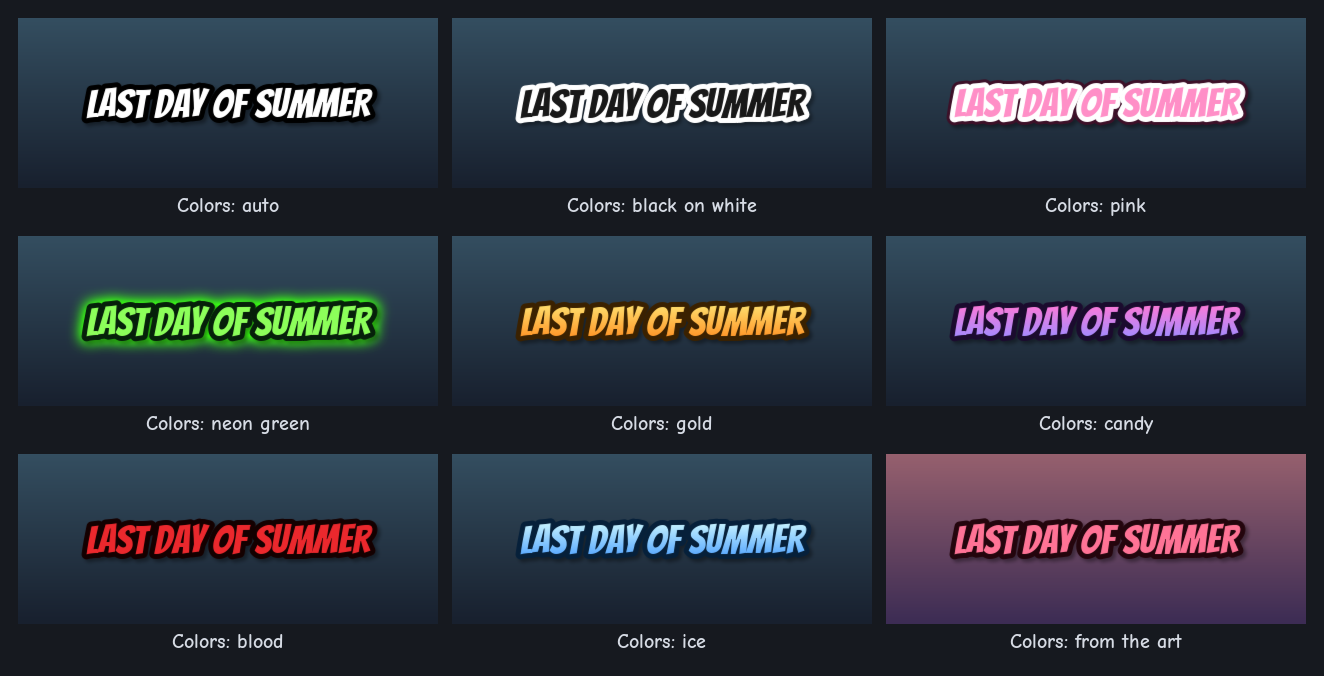 LAST DAY OF SUMMER
Colors: auto
LAST DAY OF SUMMER
Colors: black on white
LAST DAY OF SUMMER
Colors: pink
LAST DAY OF SUMMER
Colors: neon green
LAST DAY OF SUMMER
Colors: gold
LAST DAY OF SUMMER
Colors: candy
LAST DAY OF SUMMER
Colors: blood
LAST DAY OF SUMMER
Colors: ice
LAST DAY OF SUMMER
Colors: from the art